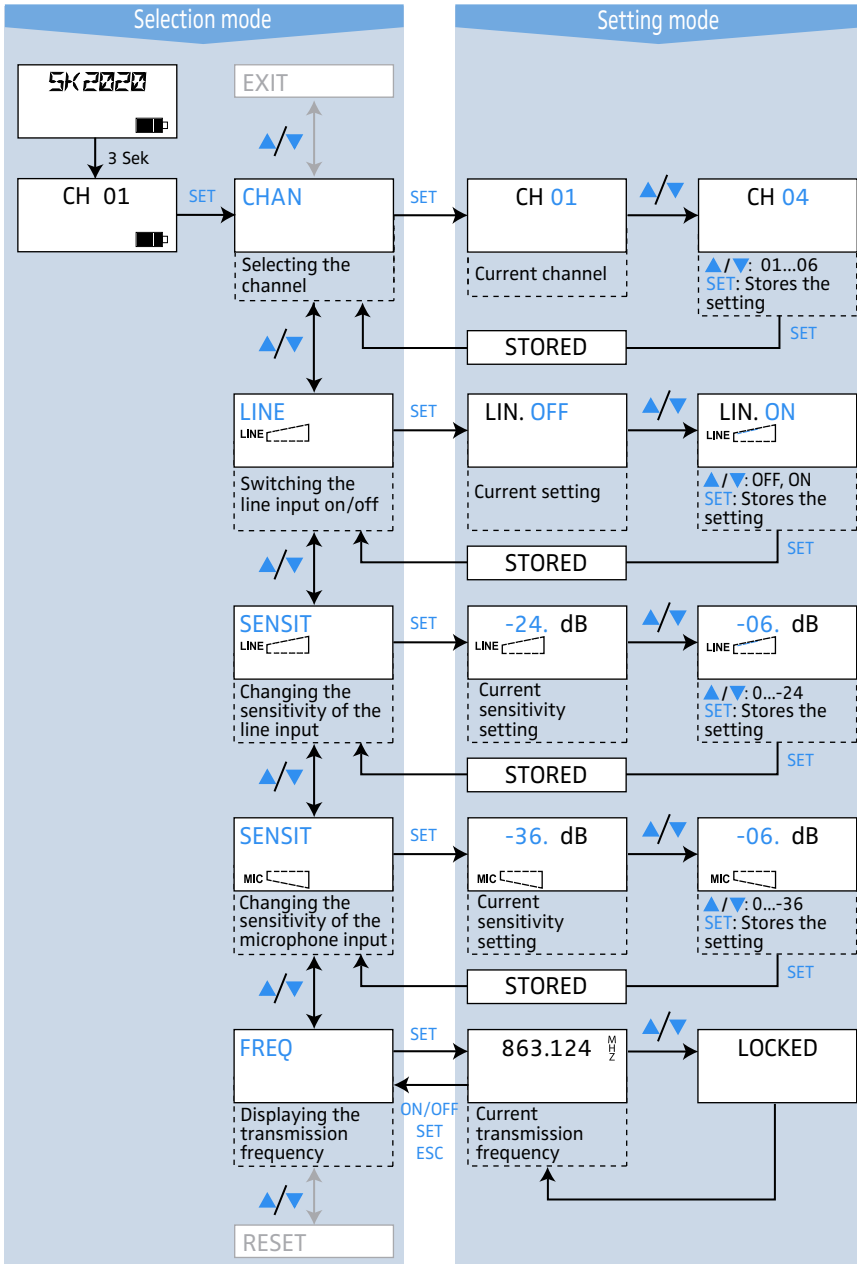 Selection mode
Setting mode
SK2020
EXIT
▲/▼
3 Sek
CH 01
SET
CHAN
SET
CH 01
▲/▼
CH 04
Selecting the
channel
Current channel
▲/▼: 01...06
SET: Stores the
setting
▲/▼
STORED
SET
LINE
LINE
SET
LIN. OFF
▲/▼
LIN. ON
LINE
Switching the
line input on/off
Current setting
▲/▼: OFF, ON
SET: Stores the
setting
▲/▼
STORED
SET
SENSIT
LINE
SET
-24. dB
LINE
▲/▼
-06. dB
LINE
Changing the
sensitivity of the
line input
Current
sensitivity
setting
▲/▼: 0...-24
SET: Stores the
setting
▲/▼
STORED
SET
SENSIT
MIC
SET
-36. dB
MIC
▲/▼
-06. dB
MIC
Changing the
sensitivity of the
microphone input
Current
sensitivity
setting
▲/▼: 0...-36
SET: Stores the
setting
▲/▼
STORED
SET
FREQ
SET
863.124 MHZ
▲/▼
LOCKED
ON/OFF
SET
ESC
Displaying the
transmission
frequency
Current
transmission
frequency
▲/▼
RESET